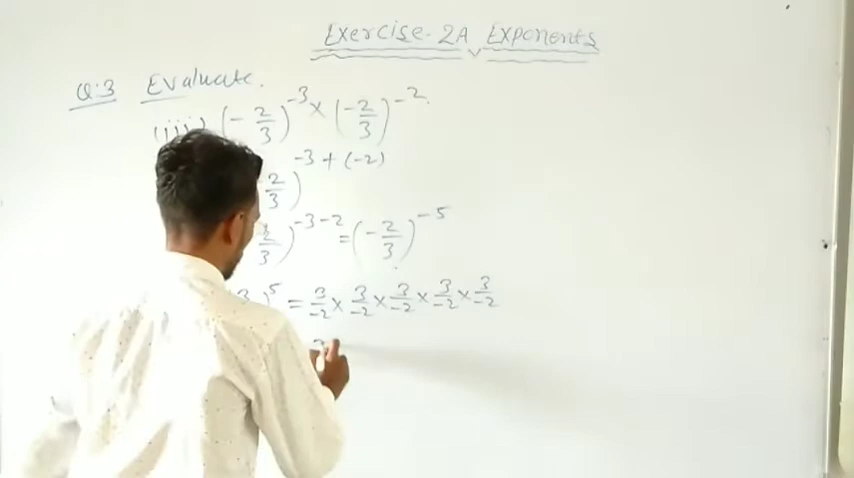 Exercise-2A Exponents
Q.3 Evaluate.
(iii) (-2/3)^-3 × (-2/3)^-2
2/3)^-3+(-2)
2/3)^-3-2 = (-2/3)^-5
3 )^5 = 3/-2 × 3/-2 × 3/-2 × 3/-2 × 3/-2